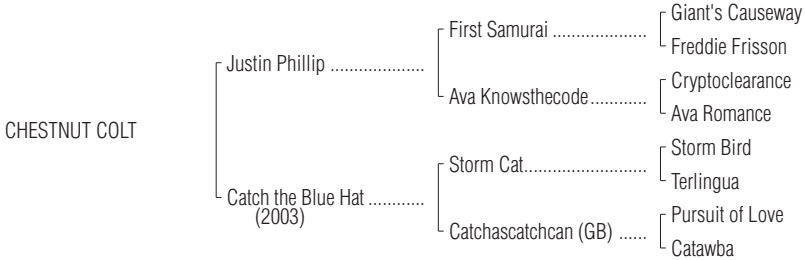 Giant's Causeway
First Samurai .....................
Freddie Frisson
Justin Phillip .....................
Cryptoclearance
Ava Knowsthecode............
Ava Romance
CHESTNUT COLT
Storm Bird
Storm Cat...........................
Terlingua
Catch the Blue Hat ............
(2003)
Pursuit of Love
Catchascatchcan (GB) ......
Catawba